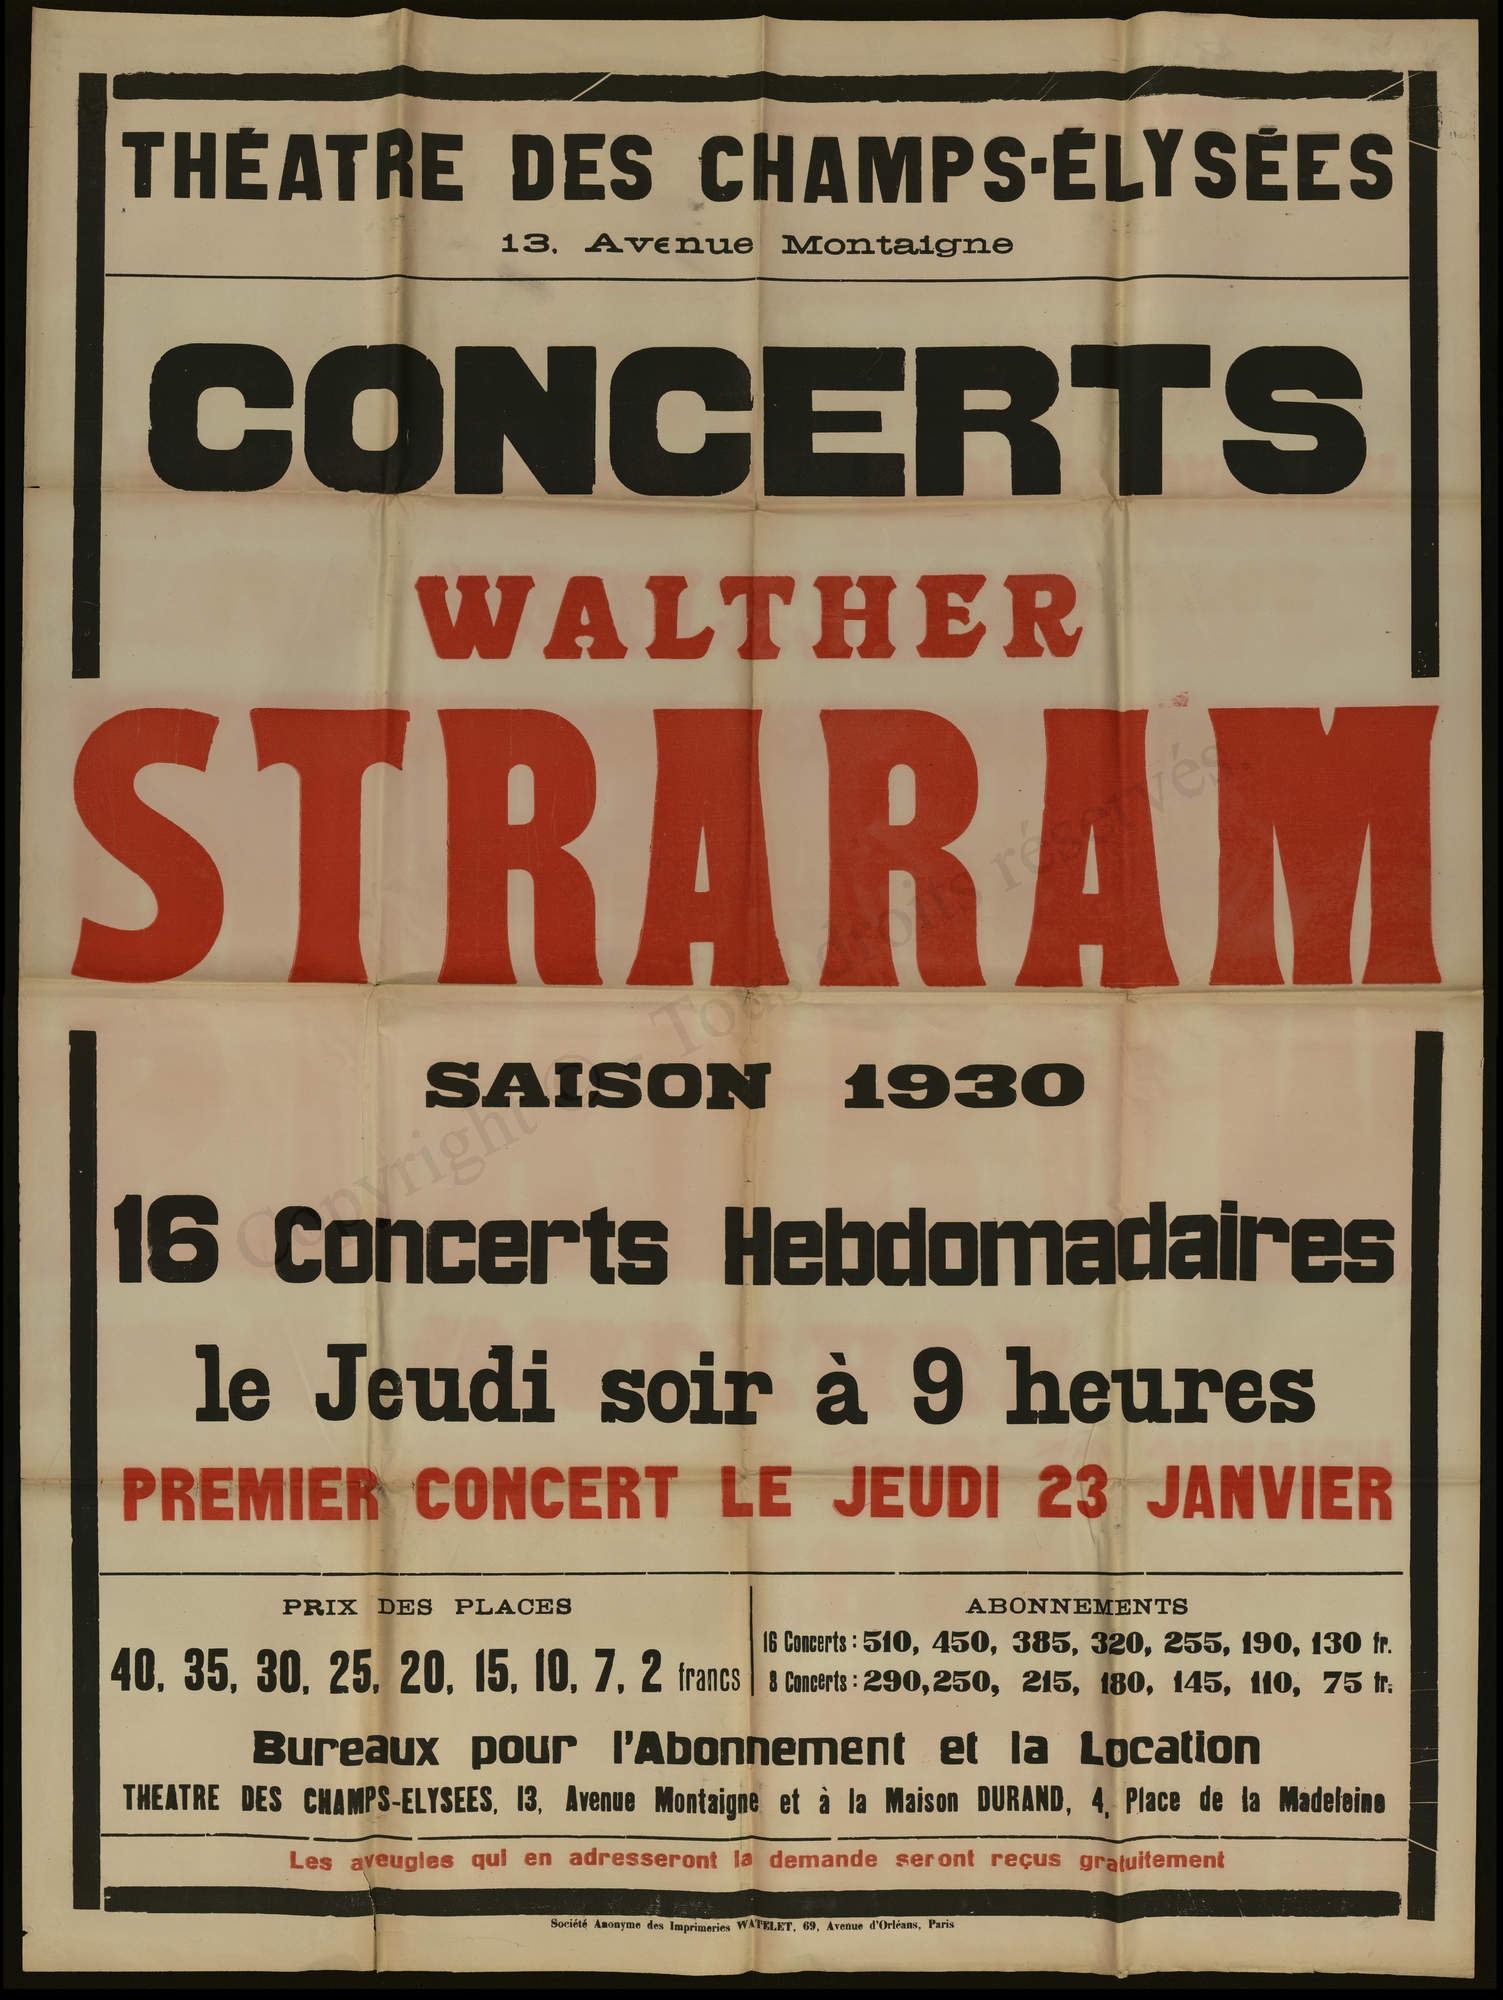 THÉATRE DES CHAMPS-ÉLYSÉES
13, Avenue Montaigne
CONCERTS
WALTHER
STRARAM
SAISON 1930
16 Concerts Hebdomadaires
le Jeudi soir à 9 heures
PREMIER CONCERT LE JEUDI 23 JANVIER
PRIX DES PLACES
40, 35, 30, 25, 20, 15, 10, 7, 2 francs
ABONNEMENTS
16 Concerts : 510, 450, 385, 320, 255, 190, 130 fr.
8 Concerts : 290, 250, 215, 180, 145, 110, 75 fr.
Bureaux pour l'Abonnement et la Location
THEATRE DES CHAMPS-ELYSEES, 13, Avenue Montaigne et à la Maison DURAND, 4, Place de la Madeleine
Les aveugles qui en adresseront la demande seront reçus gratuitement
Société Anonyme des Imprimeries WATELET, 69, Avenue d'Orléans, Paris
Copyright © - Tous droits réservés.